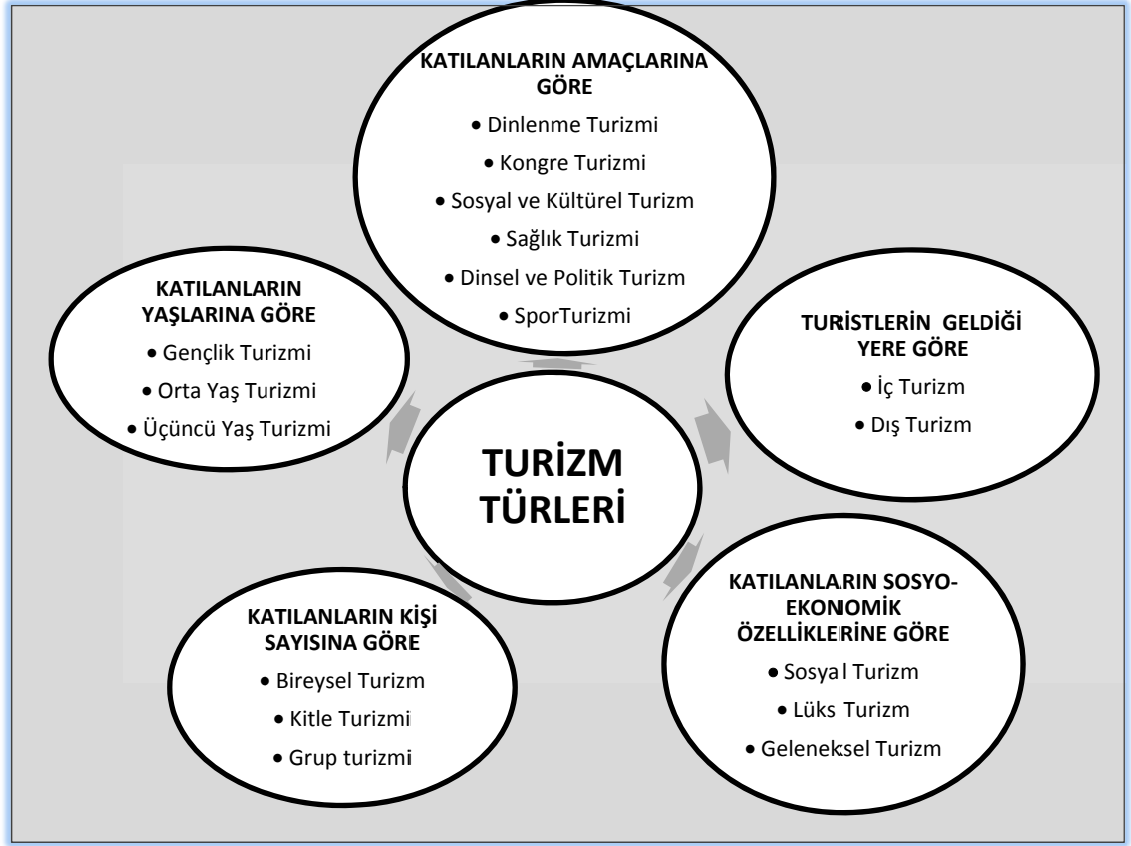 KATILANLARIN AMAÇLARINA
GÖRE
• Dinlenme Turizmi
• Kongre Turizmi
• Sosyal ve Kültürel Turizm
• Sağlık Turizmi
• Dinsel ve Politik Turizm
• SporTurizmi
TURİSTLERİN GELDİĞİ
YERE GÖRE
• İç Turizm
• Dış Turizm
KATILANLARIN SOSYO-
EKONOMİK
ÖZELLİKLERİNE GÖRE
• Sosyal Turizm
• Lüks Turizm
• Geleneksel Turizm
KATILANLARIN KİŞİ
SAYISINA GÖRE
• Bireysel Turizm
• Kitle Turizmi
• Grup turizmi
KATILANLARIN
YAŞLARINA GÖRE
• Gençlik Turizmi
• Orta Yaş Turizmi
• Üçüncü Yaş Turizmi
TURİZM
TÜRLERİ